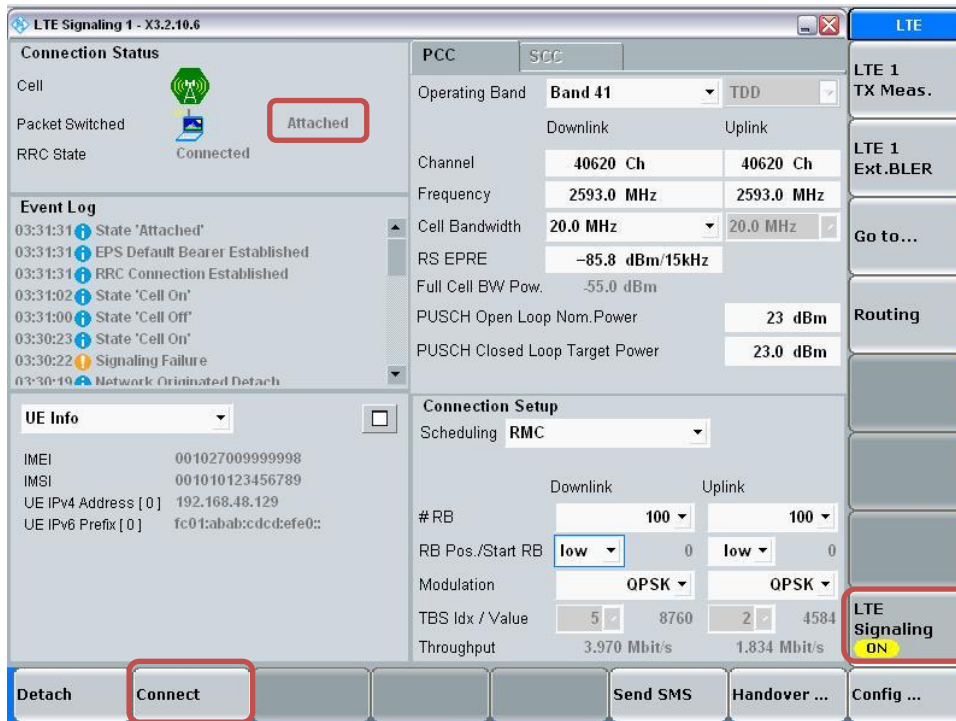 LTE Signaling 1 - X3.2.10.6
Connection Status
Cell
Packet Switched Attached
RRC State Connected
Event Log
03:31:31 State 'Attached'
03:31:31 EPS Default Bearer Established
03:31:31 RRC Connection Established
03:31:02 State 'Cell On'
03:31:00 State 'Cell Off'
03:30:23 State 'Cell On'
03:30:22 Signaling Failure
03:30:19 Network Originated Detach
UE Info
IMEI 001027009999998
IMSI 001010123456789
UE IPv4 Address [ 0 ] 192.168.48.129
UE IPv6 Prefix [ 0 ] fc01:abab:cdcd:efe0::
PCC SCC
Operating Band Band 41 TDD
Downlink Uplink
Channel 40620 Ch 40620 Ch
Frequency 2593.0 MHz 2593.0 MHz
Cell Bandwidth 20.0 MHz 20.0 MHz
RS EPRE −85.8 dBm/15kHz
Full Cell BW Pow. -55.0 dBm
PUSCH Open Loop Nom.Power 23 dBm
PUSCH Closed Loop Target Power 23.0 dBm
Connection Setup
Scheduling RMC
Downlink Uplink
# RB 100 100
RB Pos./Start RB low 0 low 0
Modulation QPSK QPSK
TBS Idx / Value 5 8760 2 4584
Throughput 3.970 Mbit/s 1.834 Mbit/s
LTE
LTE 1
TX Meas.
LTE 1
Ext.BLER
Go to...
Routing
LTE
Signaling
ON
Detach Connect Send SMS Handover ... Config ...